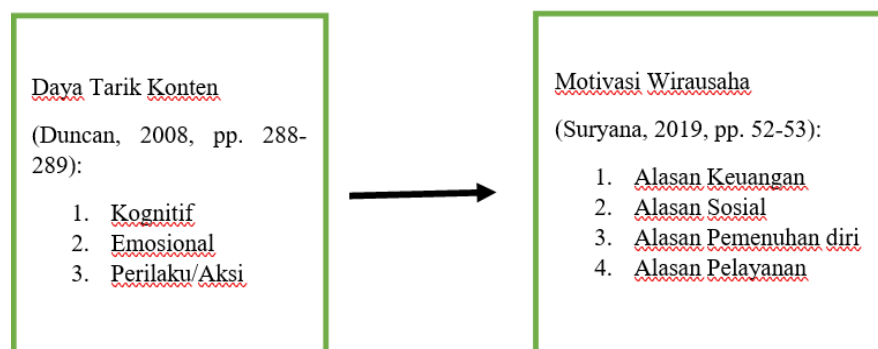 Daya Tarik Konten
(Duncan, 2008, pp. 288-
289):
1. Kognitif
2. Emosional
3. Perilaku/Aksi
Motivasi Wirausaha
(Suryana, 2019, pp. 52-53):
1. Alasan Keuangan
2. Alasan Sosial
3. Alasan Pemenuhan diri
4. Alasan Pelayanan